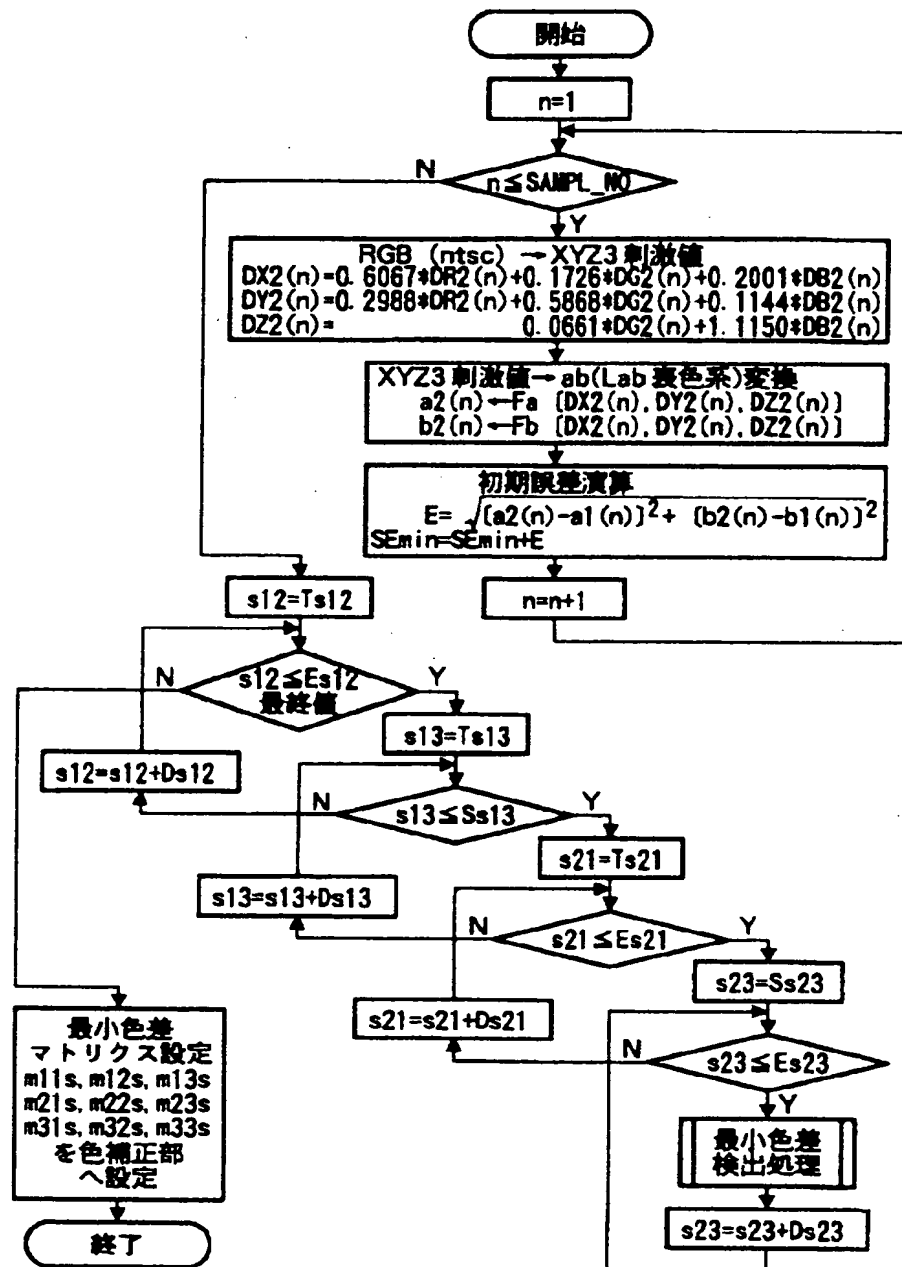 開始
n=1
n≦SAMPL_NO
N
Y
RGB (ntsc) →XYZ3刺激値
DX2(n)=0.6067*DR2(n)+0.1726*DG2(n)+0.2001*DB2(n)
DY2(n)=0.2988*DR2(n)+0.5868*DG2(n)+0.1144*DB2(n)
DZ2(n)= 0.0661*DG2(n)+1.1150*DB2(n)
XYZ3刺激値→ab(Lab表色系)変換
a2(n)←Fa [DX2(n),DY2(n),DZ2(n)]
b2(n)←Fb [DX2(n),DY2(n),DZ2(n)]
初期誤差演算
E= √[a2(n)-a1(n)]²+ [b2(n)-b1(n)]²
SEmin=SEmin+E
n=n+1
s12=Ts12
s12≦Es12
最終値
N
Y
s12=s12+Ds12
s13=Ts13
s13≦Ss13
N
Y
s13=s13+Ds13
s21=Ts21
s21≦Es21
N
Y
s21=s21+Ds21
s23=Ss23
s23≦Es23
N
Y
最小色差
検出処理
s23=s23+Ds23
最小色差
マトリクス設定
m11s,m12s,m13s
m21s,m22s,m23s
m31s,m32s,m33s
を色補正部
へ設定
終了